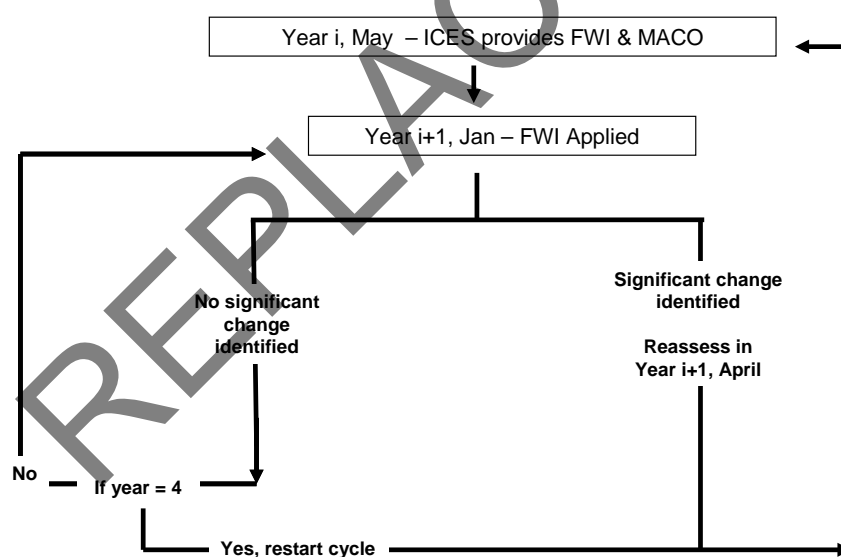 Year i, May – ICES provides FWI & MACO
Year i+1, Jan – FWI Applied
No significant
change
identified
Significant change
identified
Reassess in
Year i+1, April
No
If year = 4
Yes, restart cycle